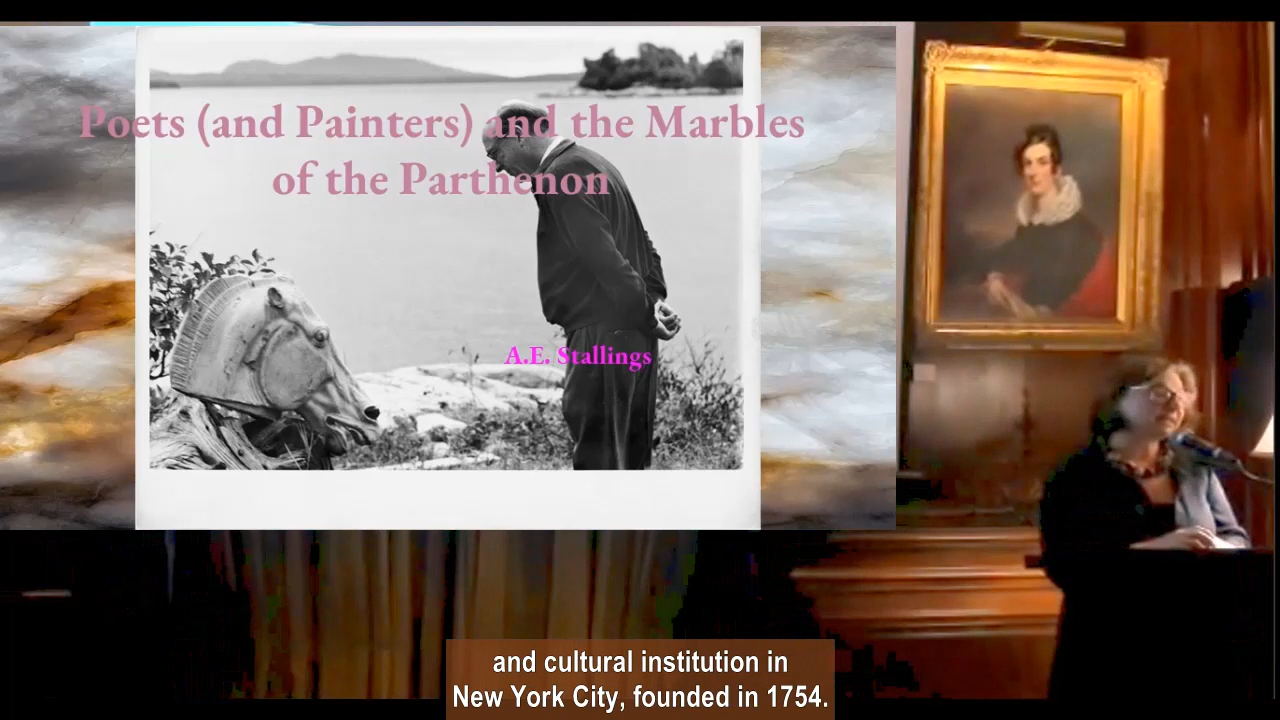 Poets (and Painters) and the Marbles
of the Parthenon
A.E. Stallings
and cultural institution in
New York City, founded in 1754.